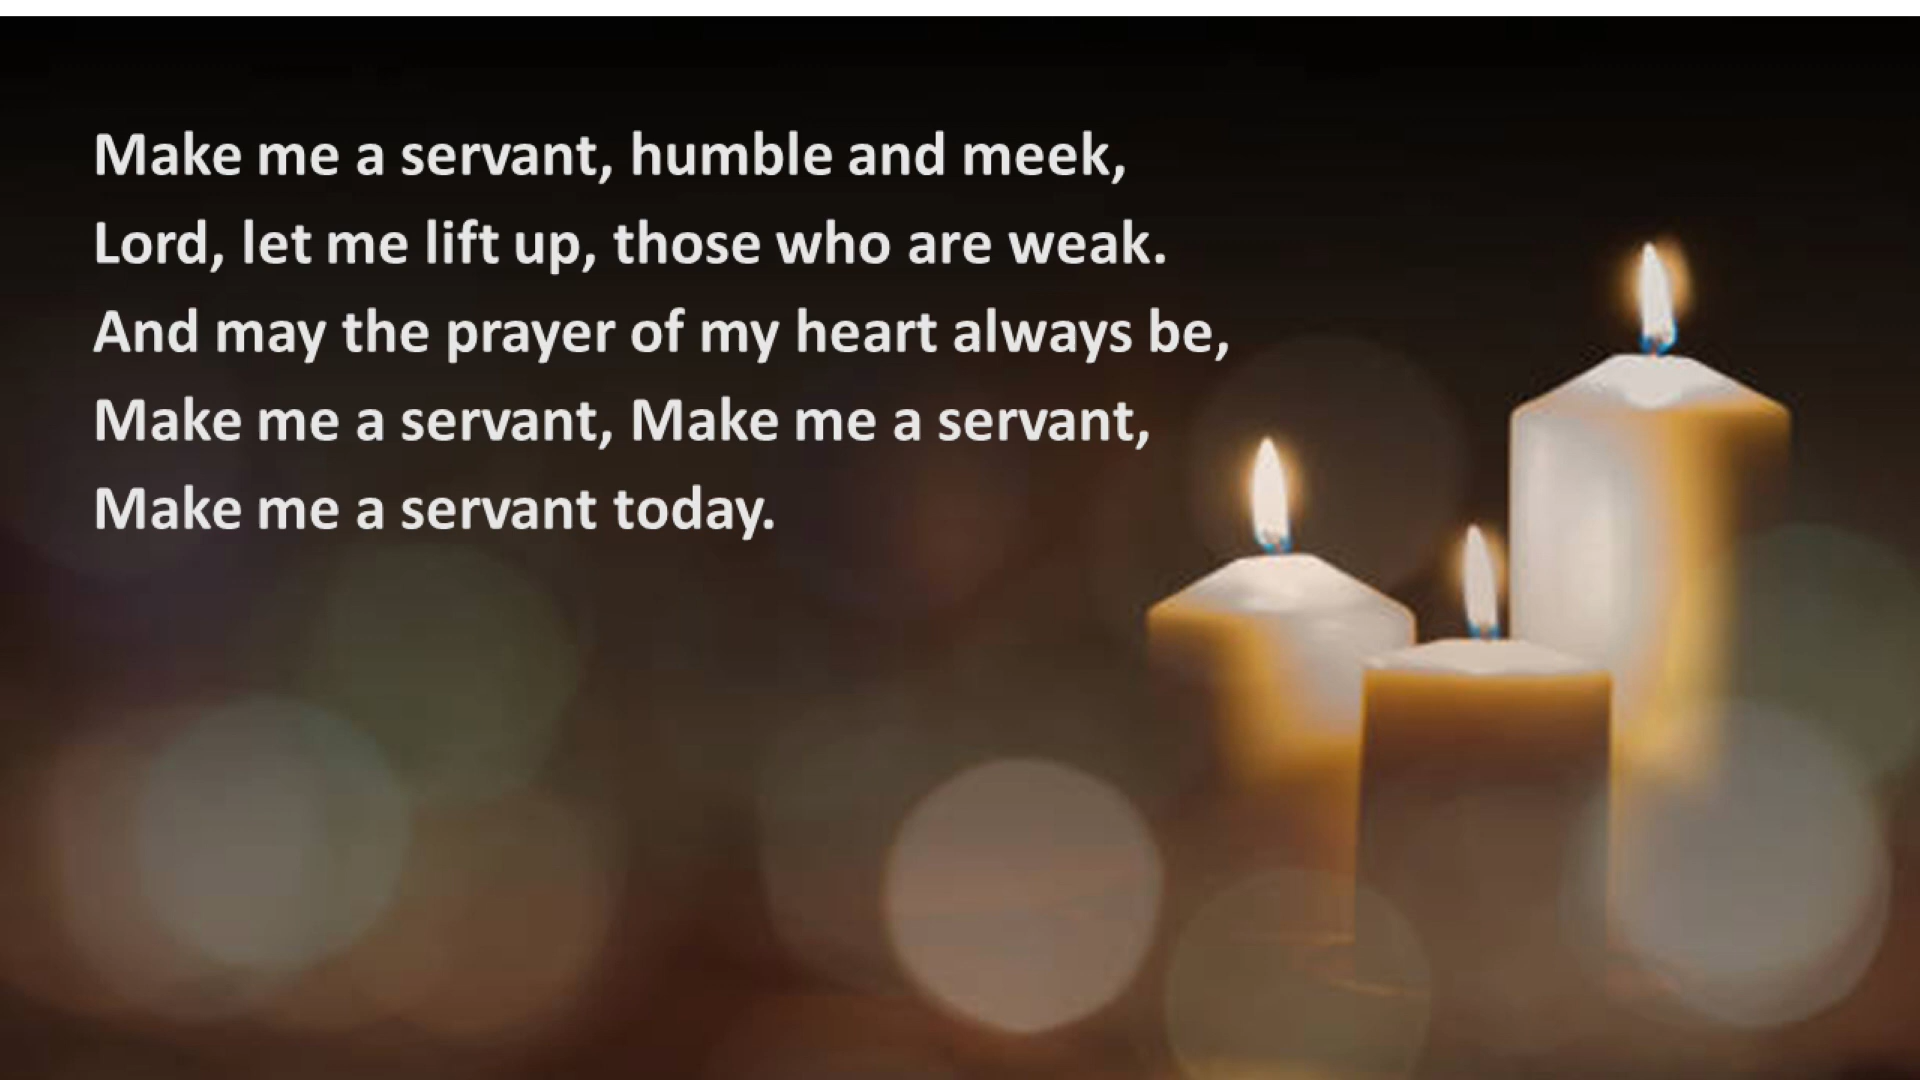 Make me a servant, humble and meek,
Lord, let me lift up, those who are weak.
And may the prayer of my heart always be,
Make me a servant, Make me a servant,
Make me a servant today.